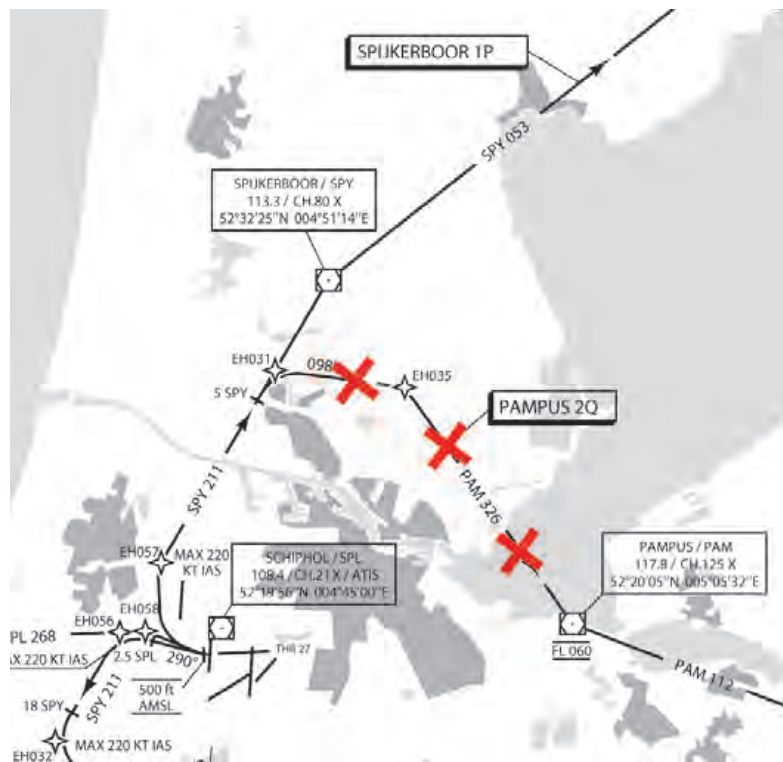 SPIJKERBOOR 1P
SPY 053
SPIJKERBOOR / SPY
113.3 / CH.80 X
52°32'25"N 004°51'14"E
EH031
098
EH035
5 SPY
PAMPUS 2Q
SPY 211
PAM 326
EH057
MAX 220
KT IAS
SCHIPHOL / SPL
108.4 / CH.21 X / ATIS
52°19'56"N 004°45'00"E
PAMPUS / PAM
117.8 / CH.125 X
52°20'05"N 005°05'32"E
EH056
EH058
PL 268
AX 220 KT IAS
2.5 SPL
290°
THR 27
FL 060
500 ft
AMSL
PAM 112
SPY 211
18 SPY
EH032
MAX 220 KT IAS